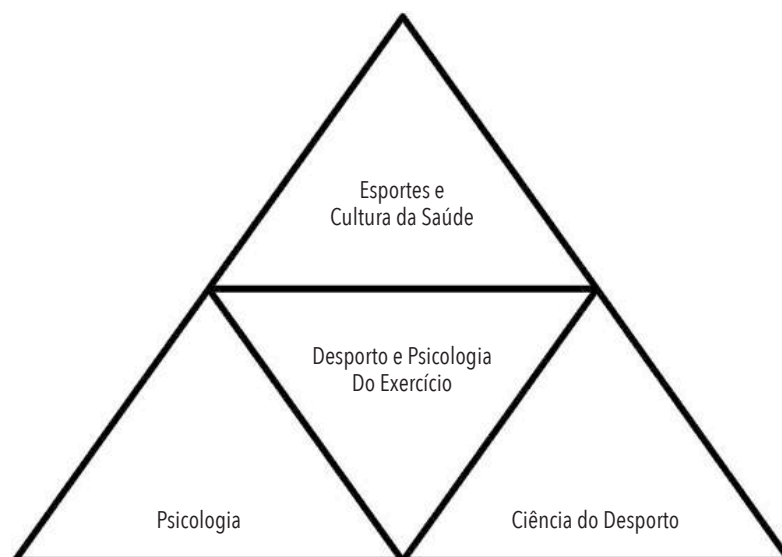 Esportes e
Cultura da Saúde
Desporto e Psicologia
Do Exercício
Psicologia
Ciência do Desporto